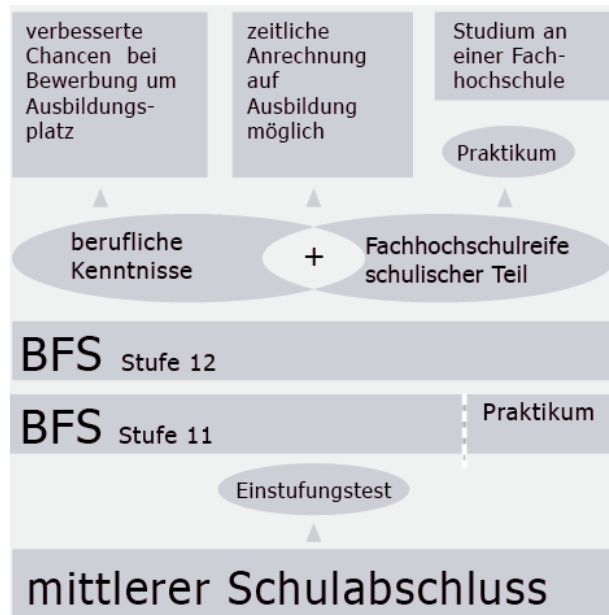 verbesserte
Chancen bei
Bewerbung um
Ausbildungs-
platz
zeitliche
Anrechnung
auf
Ausbildung
möglich
Studium an
einer Fach-
hochschule
Praktikum
berufliche
Kenntnisse
+
Fachhochschulreife
schulischer Teil
BFS Stufe 12
BFS Stufe 11
Praktikum
Einstufungstest
mittlerer Schulabschluss